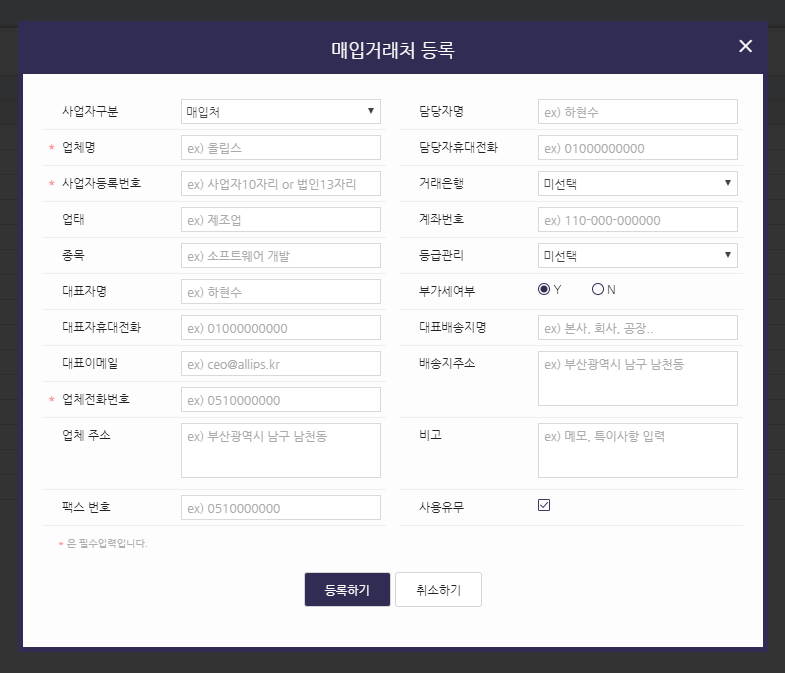 매입거래처 등록
사업자구분 매입처
* 업체명 ex) 올립스
* 사업자등록번호 ex) 사업자10자리 or 법인13자리
업태 ex) 제조업
종목 ex) 소프트웨어 개발
대표자명 ex) 하현수
대표자휴대전화 ex) 01000000000
대표이메일 ex) ceo@allips.kr
* 업체전화번호 ex) 0510000000
업체 주소 ex) 부산광역시 남구 남천동
팩스 번호 ex) 0510000000
담당자명 ex) 하현수
담당자휴대전화 ex) 01000000000
거래은행 미선택
계좌번호 ex) 110-000-000000
등급관리 미선택
부가세여부 Y N
대표배송지명 ex) 본사, 회사, 공장..
배송지주소 ex) 부산광역시 남구 남천동
비고 ex) 메모, 특이사항 입력
사용유무
* 은 필수입력입니다.
등록하기 취소하기